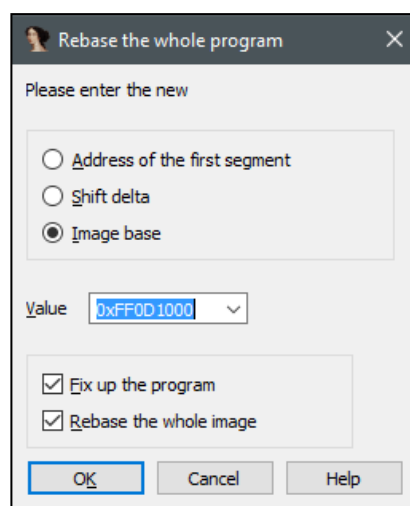 Rebase the whole program
Please enter the new
Address of the first segment
Shift delta
Image base
Value 0xFF0D1000
Fix up the program
Rebase the whole image
OK Cancel Help